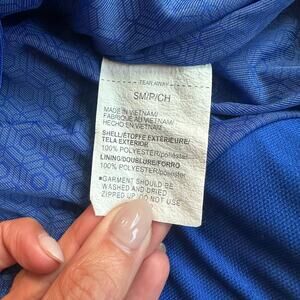 TEAR AWAY
SM/P/CH
MADE IN VIETNAM/
FABRIQUÉ AU VIETNAM/
HECHO EN VIETNAM
SHELL/ÉTOFFE EXTÉRIEURE/
TELA EXTERIOR
100% POLYESTER/poliéster
LINING/DOUBLURE/FORRO
100% POLYESTER/poliéster
*GARMENT SHOULD BE
WASHED AND DRIED
ZIPPED UP/DO NOT USE